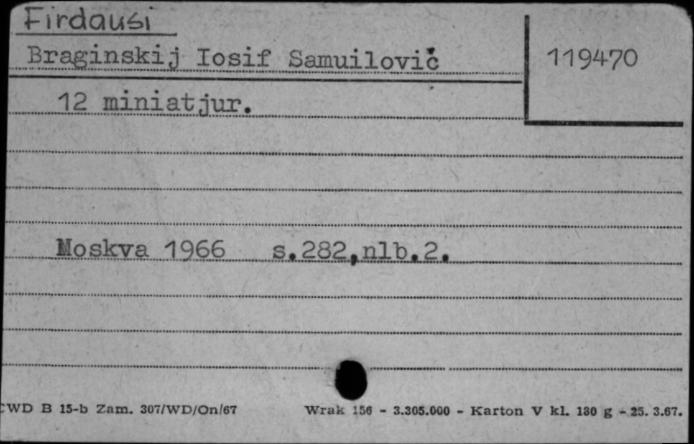 Firdausi
Braginskij Iosif Samuilovič
119470
12 miniatjur.
Moskva 1966 s.282,nlb.2.
CWD B 15-b Zam. 307/WD/On/67 Wrak 156 - 3.305.000 - Karton V kl. 180 g - 25. 3.67.